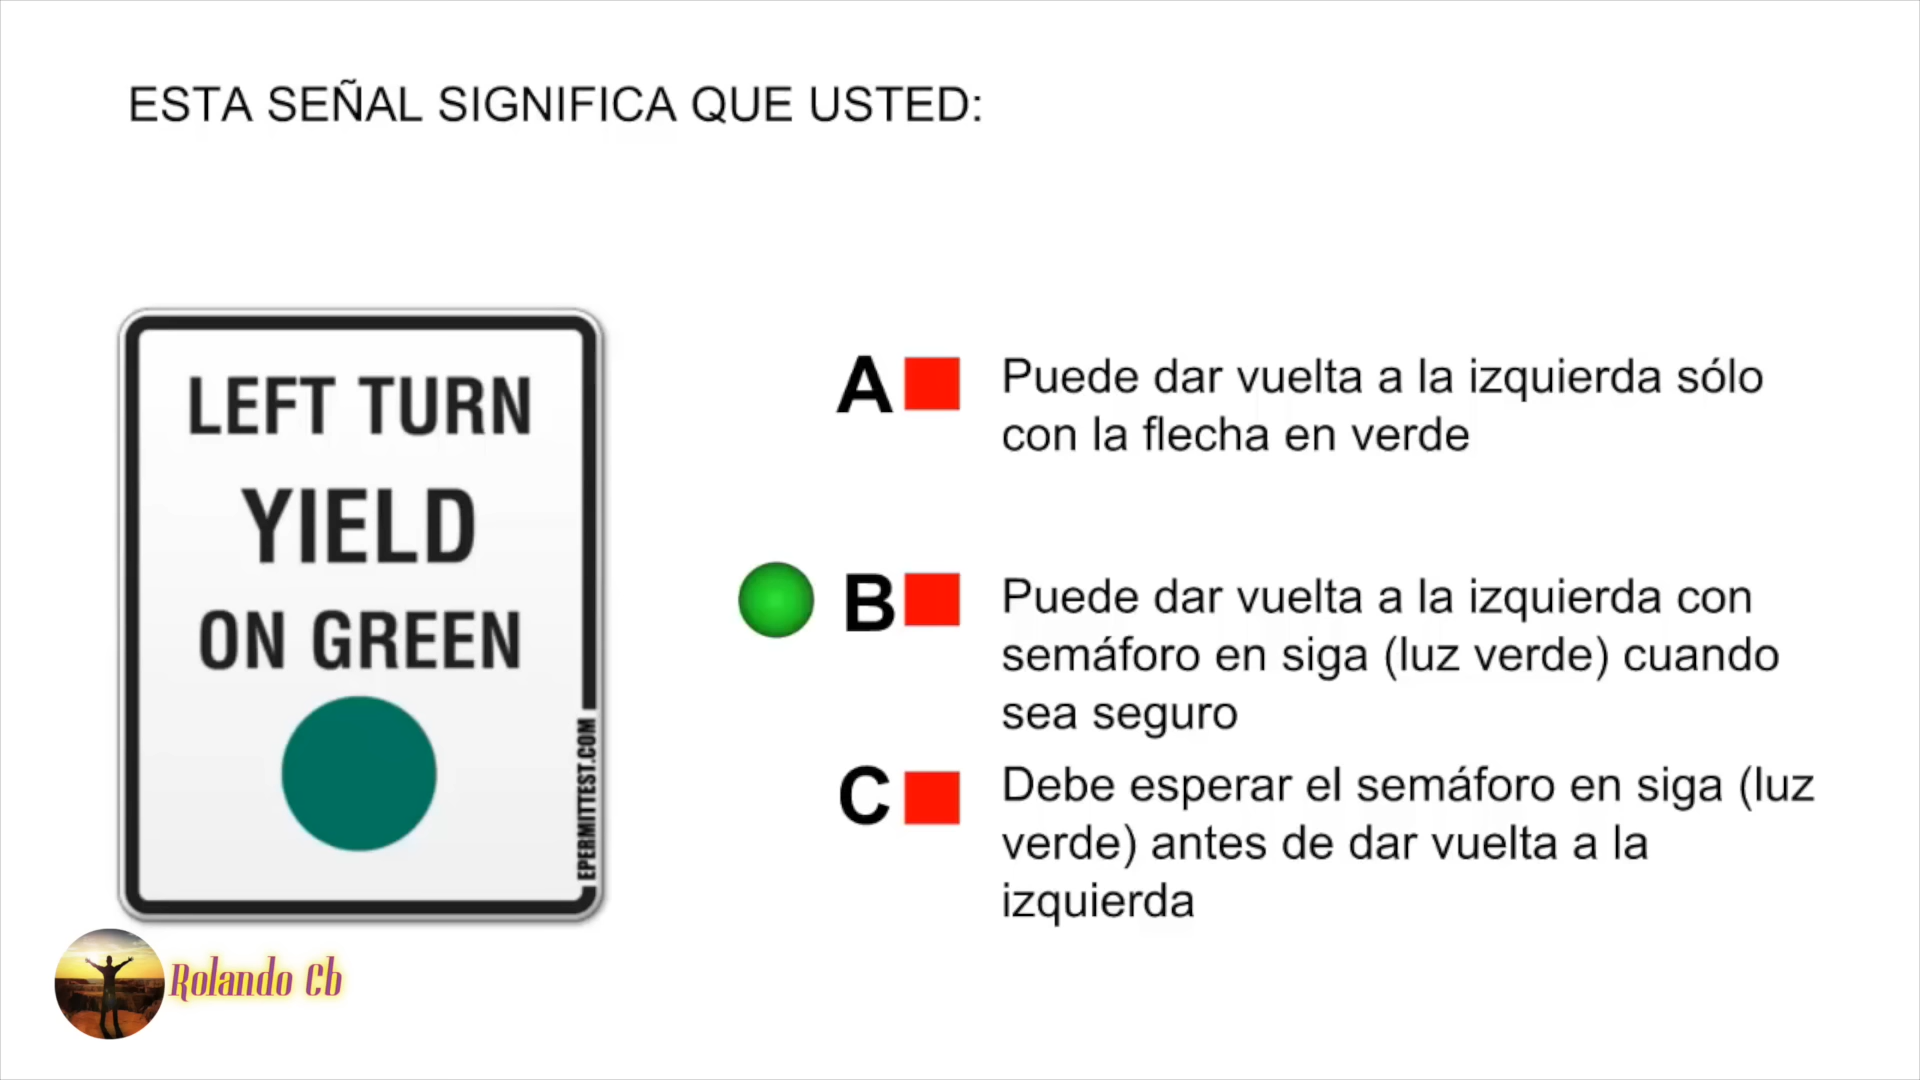 ESTA SEÑAL SIGNIFICA QUE USTED:
LEFT TURN
YIELD
ON GREEN
EPERMITTEST.COM
A Puede dar vuelta a la izquierda sólo
con la flecha en verde
B Puede dar vuelta a la izquierda con
semáforo en siga (luz verde) cuando
sea seguro
C Debe esperar el semáforo en siga (luz
verde) antes de dar vuelta a la
izquierda
Rolando Cb